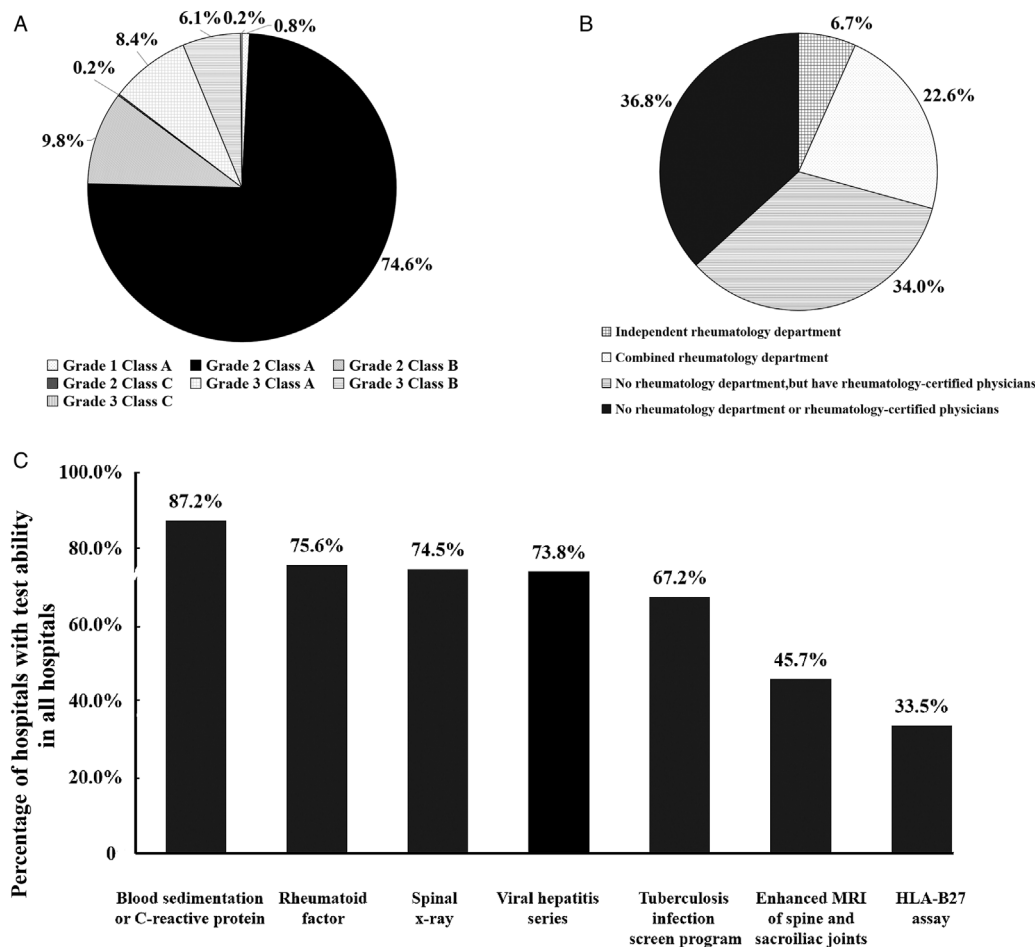 A
6.1%
0.2%
0.8%
8.4%
0.2%
9.8%
74.6%
Grade 1 Class A
Grade 2 Class A
Grade 2 Class B
Grade 2 Class C
Grade 3 Class A
Grade 3 Class B
Grade 3 Class C
B
6.7%
22.6%
36.8%
34.0%
Independent rheumatology department
Combined rheumatology department
No rheumatology department,but have rheumatology-certified physicians
No rheumatology department or rheumatology-certified physicians
C
Percentage of hospitals with test ability
in all hospitals
100.0%
80.0%
60.0%
40.0%
20.0%
0
87.2%
75.6%
74.5%
73.8%
67.2%
45.7%
33.5%
Blood sedimentation
or C-reactive protein
Rheumatoid
factor
Spinal
x-ray
Viral hepatitis
series
Tuberculosis
infection
screen program
Enhanced MRI
of spine and
sacroiliac joints
HLA-B27
assay